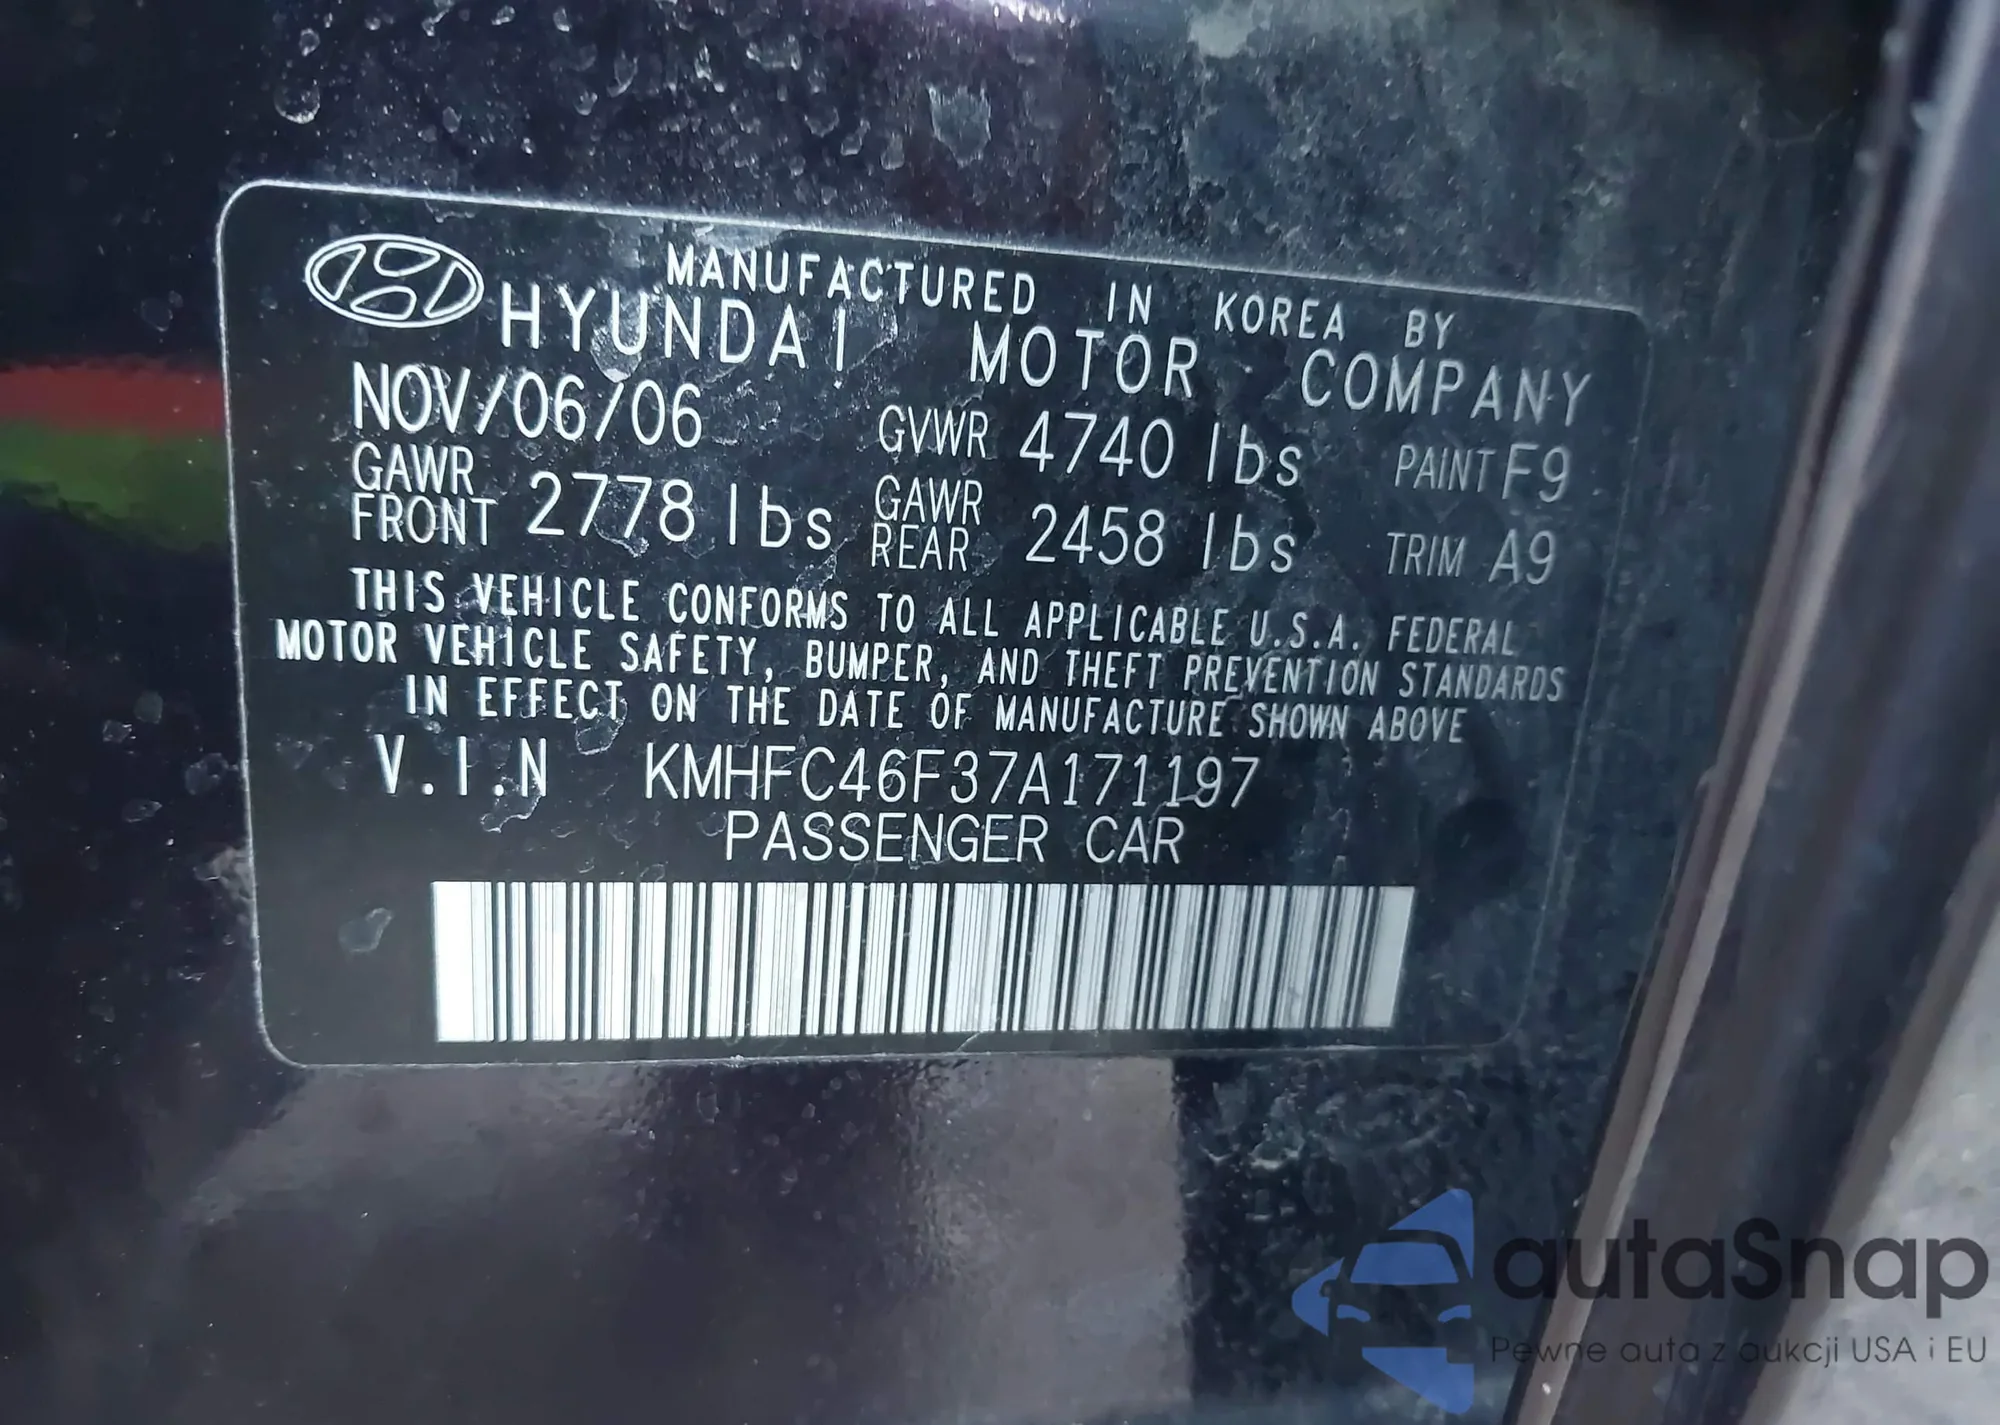 MANUFACTURED IN KOREA BY
HYUNDAI MOTOR COMPANY
NOV/06/06 GVWR 4740 lbs PAINT F9
GAWR FRONT 2778 lbs GAWR REAR 2458 lbs TRIM A9
THIS VEHICLE CONFORMS TO ALL APPLICABLE U.S.A. FEDERAL
MOTOR VEHICLE SAFETY, BUMPER, AND THEFT PREVENTION STANDARDS
IN EFFECT ON THE DATE OF MANUFACTURE SHOWN ABOVE
V.I.N KMHFC46F37A171197
PASSENGER CAR
autaSnap
Pewne auta z aukcji USA i EU